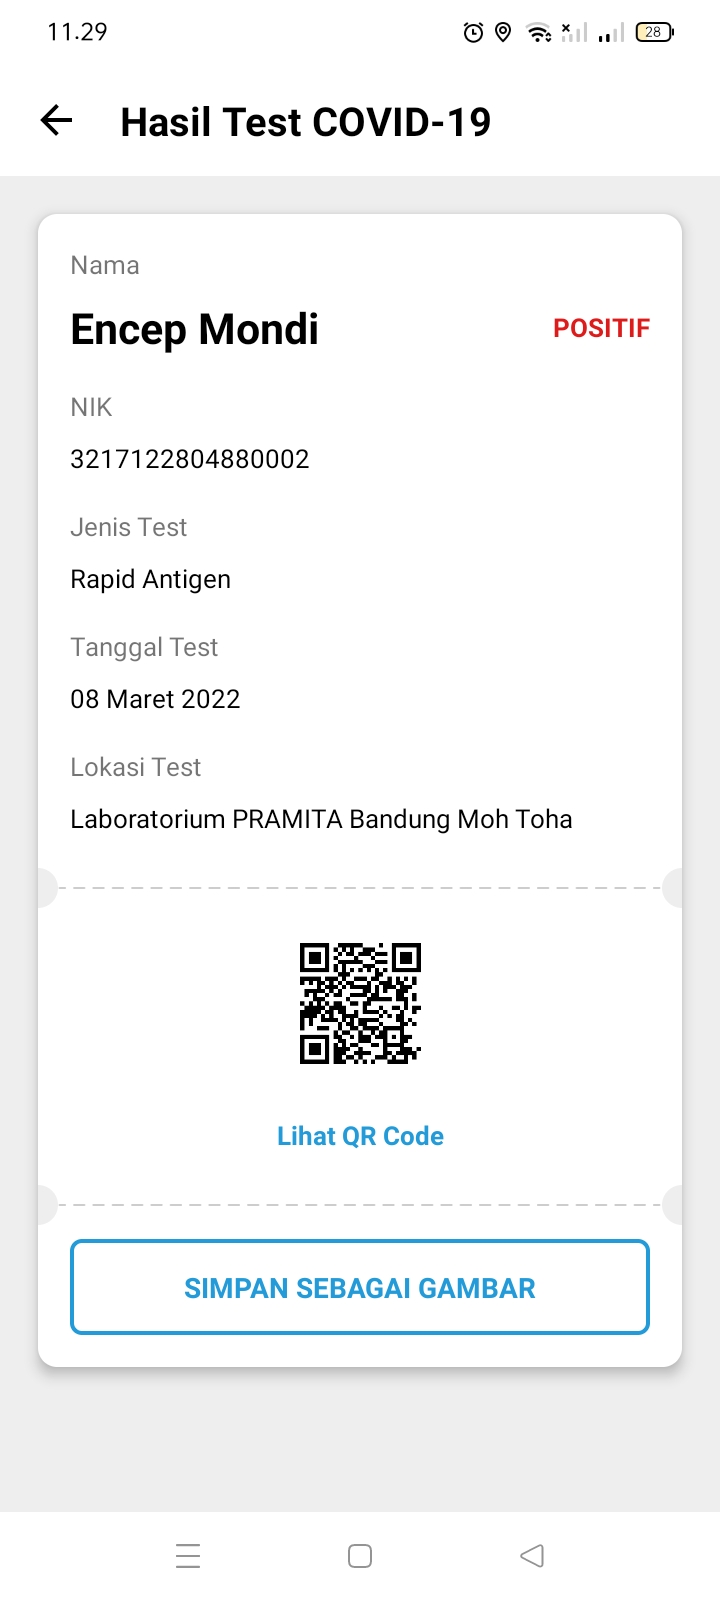 11.29
28
Hasil Test COVID-19
Nama
Encep Mondi
POSITIF
NIK
3217122804880002
Jenis Test
Rapid Antigen
Tanggal Test
08 Maret 2022
Lokasi Test
Laboratorium PRAMITA Bandung Moh Toha
Lihat QR Code
SIMPAN SEBAGAI GAMBAR